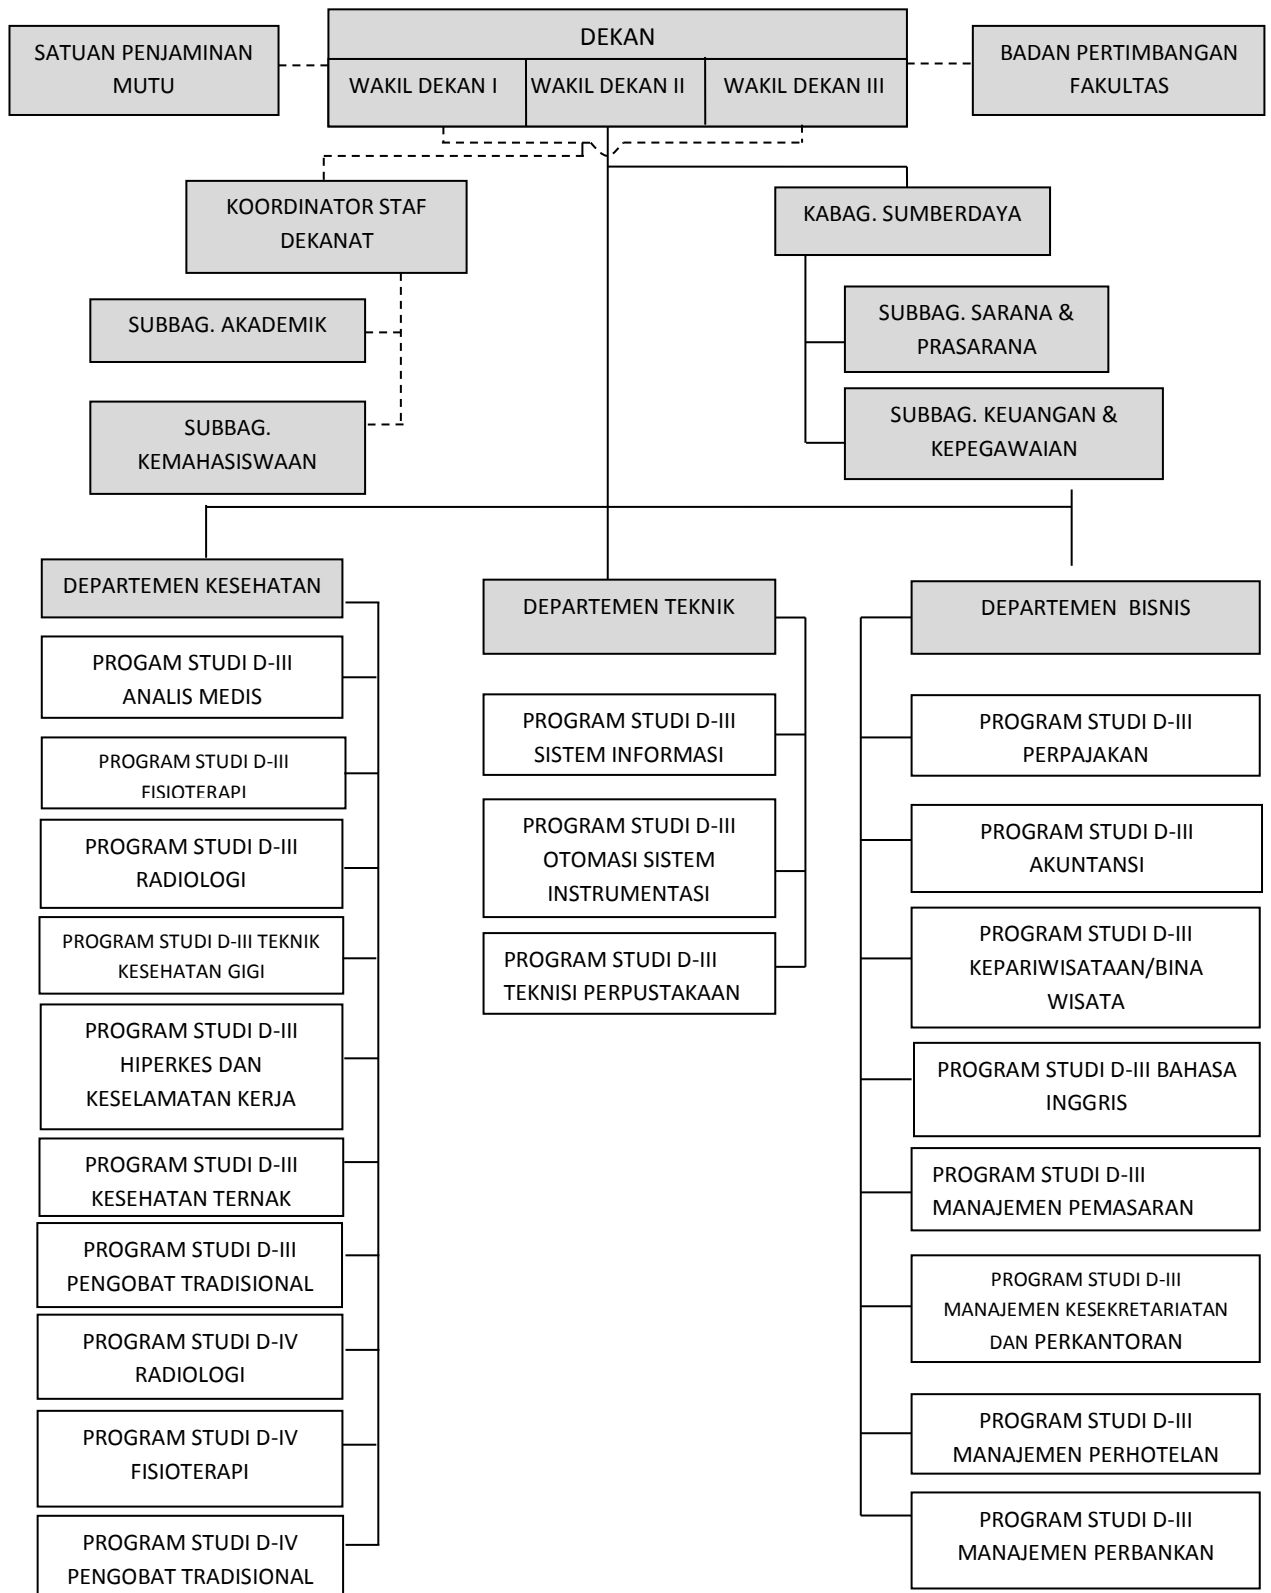 DEKAN
SATUAN PENJAMINAN
MUTU
WAKIL DEKAN I
WAKIL DEKAN II
WAKIL DEKAN III
BADAN PERTIMBANGAN
FAKULTAS
KOORDINATOR STAF
DEKANAT
KABAG. SUMBERDAYA
SUBBAG. AKADEMIK
SUBBAG.
KEMAHASISWAAN
SUBBAG. SARANA &
PRASARANA
SUBBAG. KEUANGAN &
KEPEGAWAIAN
DEPARTEMEN KESEHATAN
PROGAM STUDI D-III
ANALIS MEDIS
PROGRAM STUDI D-III
FISIOTERAPI
PROGRAM STUDI D-III
RADIOLOGI
PROGRAM STUDI D-III TEKNIK
KESEHATAN GIGI
PROGRAM STUDI D-III
HIPERKES DAN
KESELAMATAN KERJA
PROGRAM STUDI D-III
KESEHATAN TERNAK
PROGRAM STUDI D-III
PENGOBAT TRADISIONAL
PROGRAM STUDI D-IV
RADIOLOGI
PROGRAM STUDI D-IV
FISIOTERAPI
PROGRAM STUDI D-IV
PENGOBAT TRADISIONAL
DEPARTEMEN TEKNIK
PROGRAM STUDI D-III
SISTEM INFORMASI
PROGRAM STUDI D-III
OTOMASI SISTEM
INSTRUMENTASI
PROGRAM STUDI D-III
TEKNISI PERPUSTAKAAN
DEPARTEMEN BISNIS
PROGRAM STUDI D-III
PERPAJAKAN
PROGRAM STUDI D-III
AKUNTANSI
PROGRAM STUDI D-III
KEPARIWISATAAN/BINA
WISATA
PROGRAM STUDI D-III BAHASA
INGGRIS
PROGRAM STUDI D-III
MANAJEMEN PEMASARAN
PROGRAM STUDI D-III
MANAJEMEN KESEKRETARIATAN
DAN PERKANTORAN
PROGRAM STUDI D-III
MANAJEMEN PERHOTELAN
PROGRAM STUDI D-III
MANAJEMEN PERBANKAN